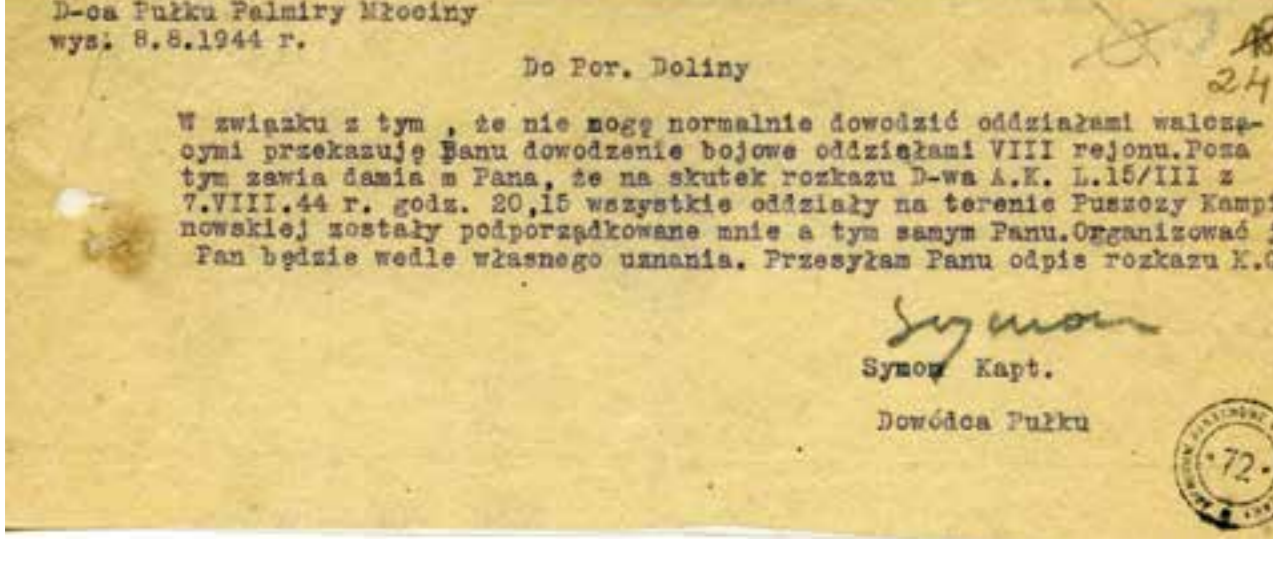 D-ca Pułku Palmiry Młociny
wys: 8.8.1944 r.
24
Do Por. Doliny
W związku z tym , że nie mogę normalnie dowodzić oddziałami walczą-
cymi przekazuję Panu dowodzenie bojowe oddziałami VIII rejonu.Poza
tym zawia damia m Pana, że na skutek rozkazu D-wa A.K. L.15/III z
7.VIII.44 r. godz. 20,15 wszystkie oddziały na terenie Puszczy Kampi
nowskiej zostały podporządkowane mnie a tym samym Panu.Organizować
Pan będzie wedle własnego uznania. Przesyłam Panu odpis rozkazu K.
Symon
Symon Kapt.
Dowódca Pułku
72